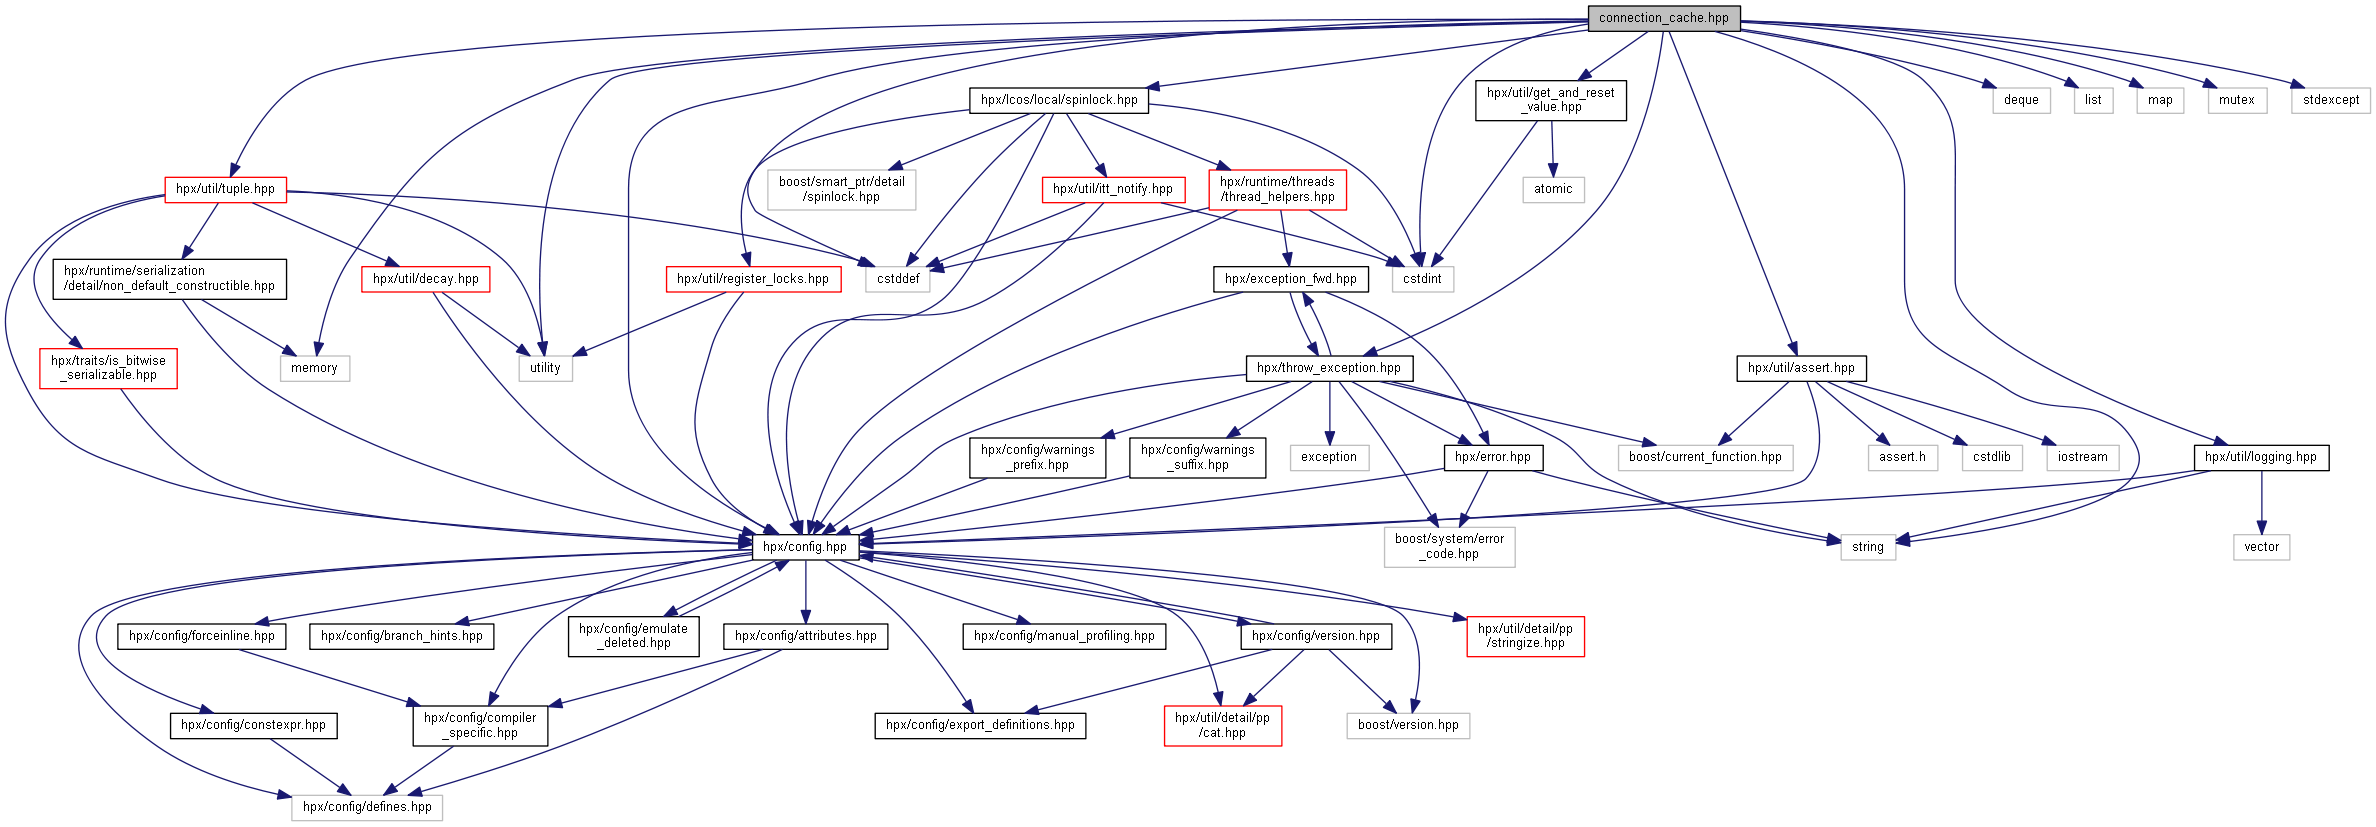 connection_cache.hpp
hpx/lcos/local/spinlock.hpp
hpx/util/get_and_reset
_value.hpp
deque
list
map
mutex
stdexcept
hpx/util/tuple.hpp
boost/smart_ptr/detail
/spinlock.hpp
hpx/util/itt_notify.hpp
hpx/runtime/threads
/thread_helpers.hpp
atomic
hpx/runtime/serialization
/detail/non_default_constructible.hpp
hpx/util/decay.hpp
hpx/util/register_locks.hpp
cstddef
hpx/exception_fwd.hpp
cstdint
hpx/traits/is_bitwise
_serializable.hpp
memory
utility
hpx/throw_exception.hpp
hpx/util/assert.hpp
hpx/config/warnings
_prefix.hpp
hpx/config/warnings
_suffix.hpp
exception
hpx/error.hpp
boost/current_function.hpp
assert.h
cstdlib
iostream
hpx/util/logging.hpp
hpx/config.hpp
boost/system/error
_code.hpp
string
vector
hpx/config/forceinline.hpp
hpx/config/branch_hints.hpp
hpx/config/emulate
_deleted.hpp
hpx/config/attributes.hpp
hpx/config/manual_profiling.hpp
hpx/config/version.hpp
hpx/util/detail/pp
/stringize.hpp
hpx/config/constexpr.hpp
hpx/config/compiler
_specific.hpp
hpx/config/export_definitions.hpp
hpx/util/detail/pp
/cat.hpp
boost/version.hpp
hpx/config/defines.hpp